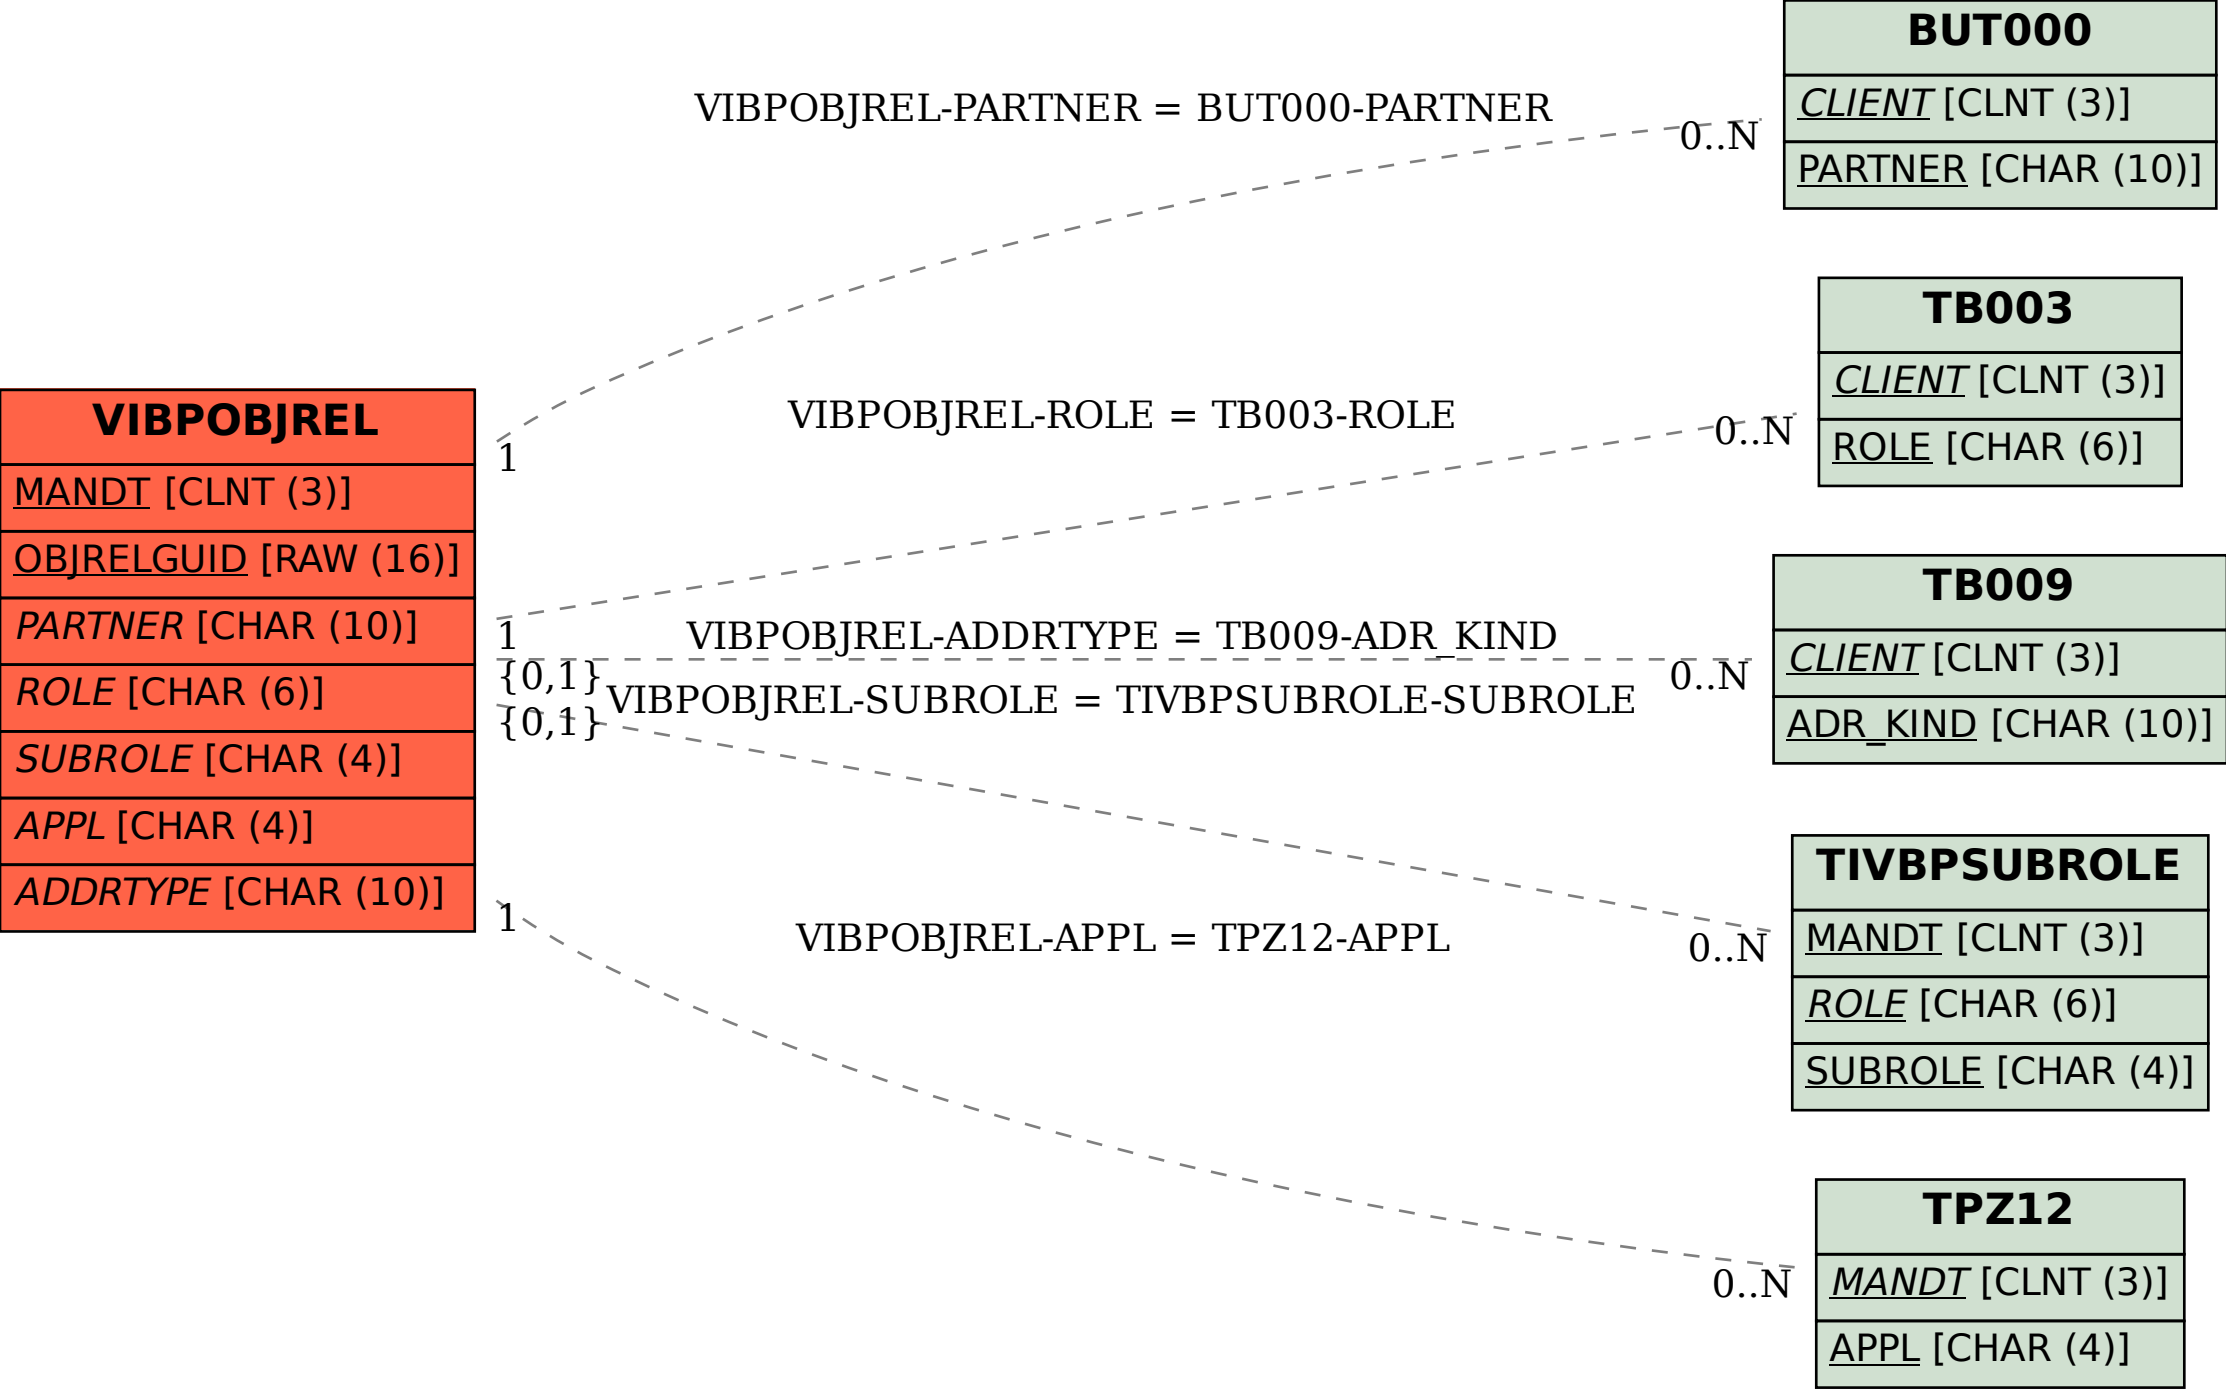 BUT000
CLIENT [CLNT (3)]
PARTNER [CHAR (10)]
VIBPOBJREL-PARTNER = BUT000-PARTNER
0..N
1
TB003
CLIENT [CLNT (3)]
ROLE [CHAR (6)]
VIBPOBJREL-ROLE = TB003-ROLE
0..N
1
VIBPOBJREL
MANDT [CLNT (3)]
OBJRELGUID [RAW (16)]
PARTNER [CHAR (10)]
ROLE [CHAR (6)]
SUBROLE [CHAR (4)]
APPL [CHAR (4)]
ADDRTYPE [CHAR (10)]
TB009
CLIENT [CLNT (3)]
ADR_KIND [CHAR (10)]
VIBPOBJREL-ADDRTYPE = TB009-ADR_KIND
{0,1}
0..N
VIBPOBJREL-SUBROLE = TIVBPSUBROLE-SUBROLE
{0,1}
0..N
TIVBPSUBROLE
MANDT [CLNT (3)]
ROLE [CHAR (6)]
SUBROLE [CHAR (4)]
1
VIBPOBJREL-APPL = TPZ12-APPL
0..N
TPZ12
MANDT [CLNT (3)]
APPL [CHAR (4)]